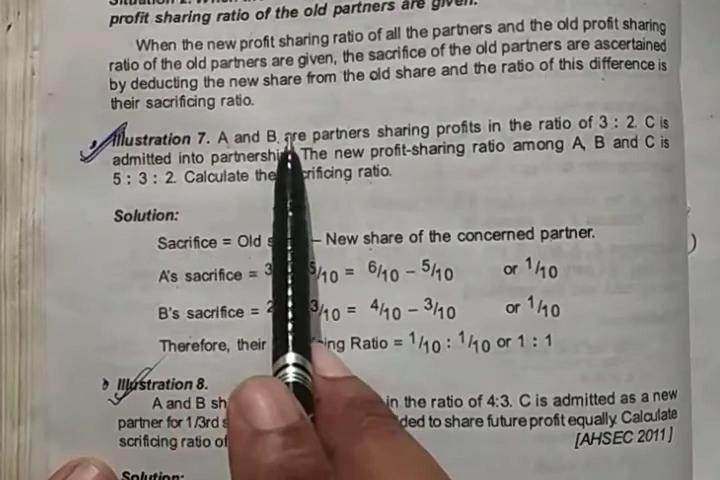 profit sharing ratio of the old partners are given.
When the new profit sharing ratio of all the partners and the old profit sharing
ratio of the old partners are given, the sacrifice of the old partners are ascertained
by deducting the new share from the old share and the ratio of this difference is
their sacrificing ratio.
Illustration 7. A and B, are partners sharing profits in the ratio of 3 : 2. C is
admitted into The new profit-sharing ratio among A, B and C is
5 : 3 : 2. Calculate ratio.
Solution:
Sacrifice = Old – New share of the concerned partner.
A's sacrifice = 5/10 = 6/10 – 5/10 or 1/10
B's sacrifice = 3/10 = 4/10 – 3/10 or 1/10
Therefore, their Ratio = 1/10 : 1/10 or 1 : 1
Illustration 8.
A and B in the ratio of 4:3. C is admitted as a new
partner for 1/3rd to share future profit equally. Calculate
scrificing ratio of [AHSEC 2011]
Solution: